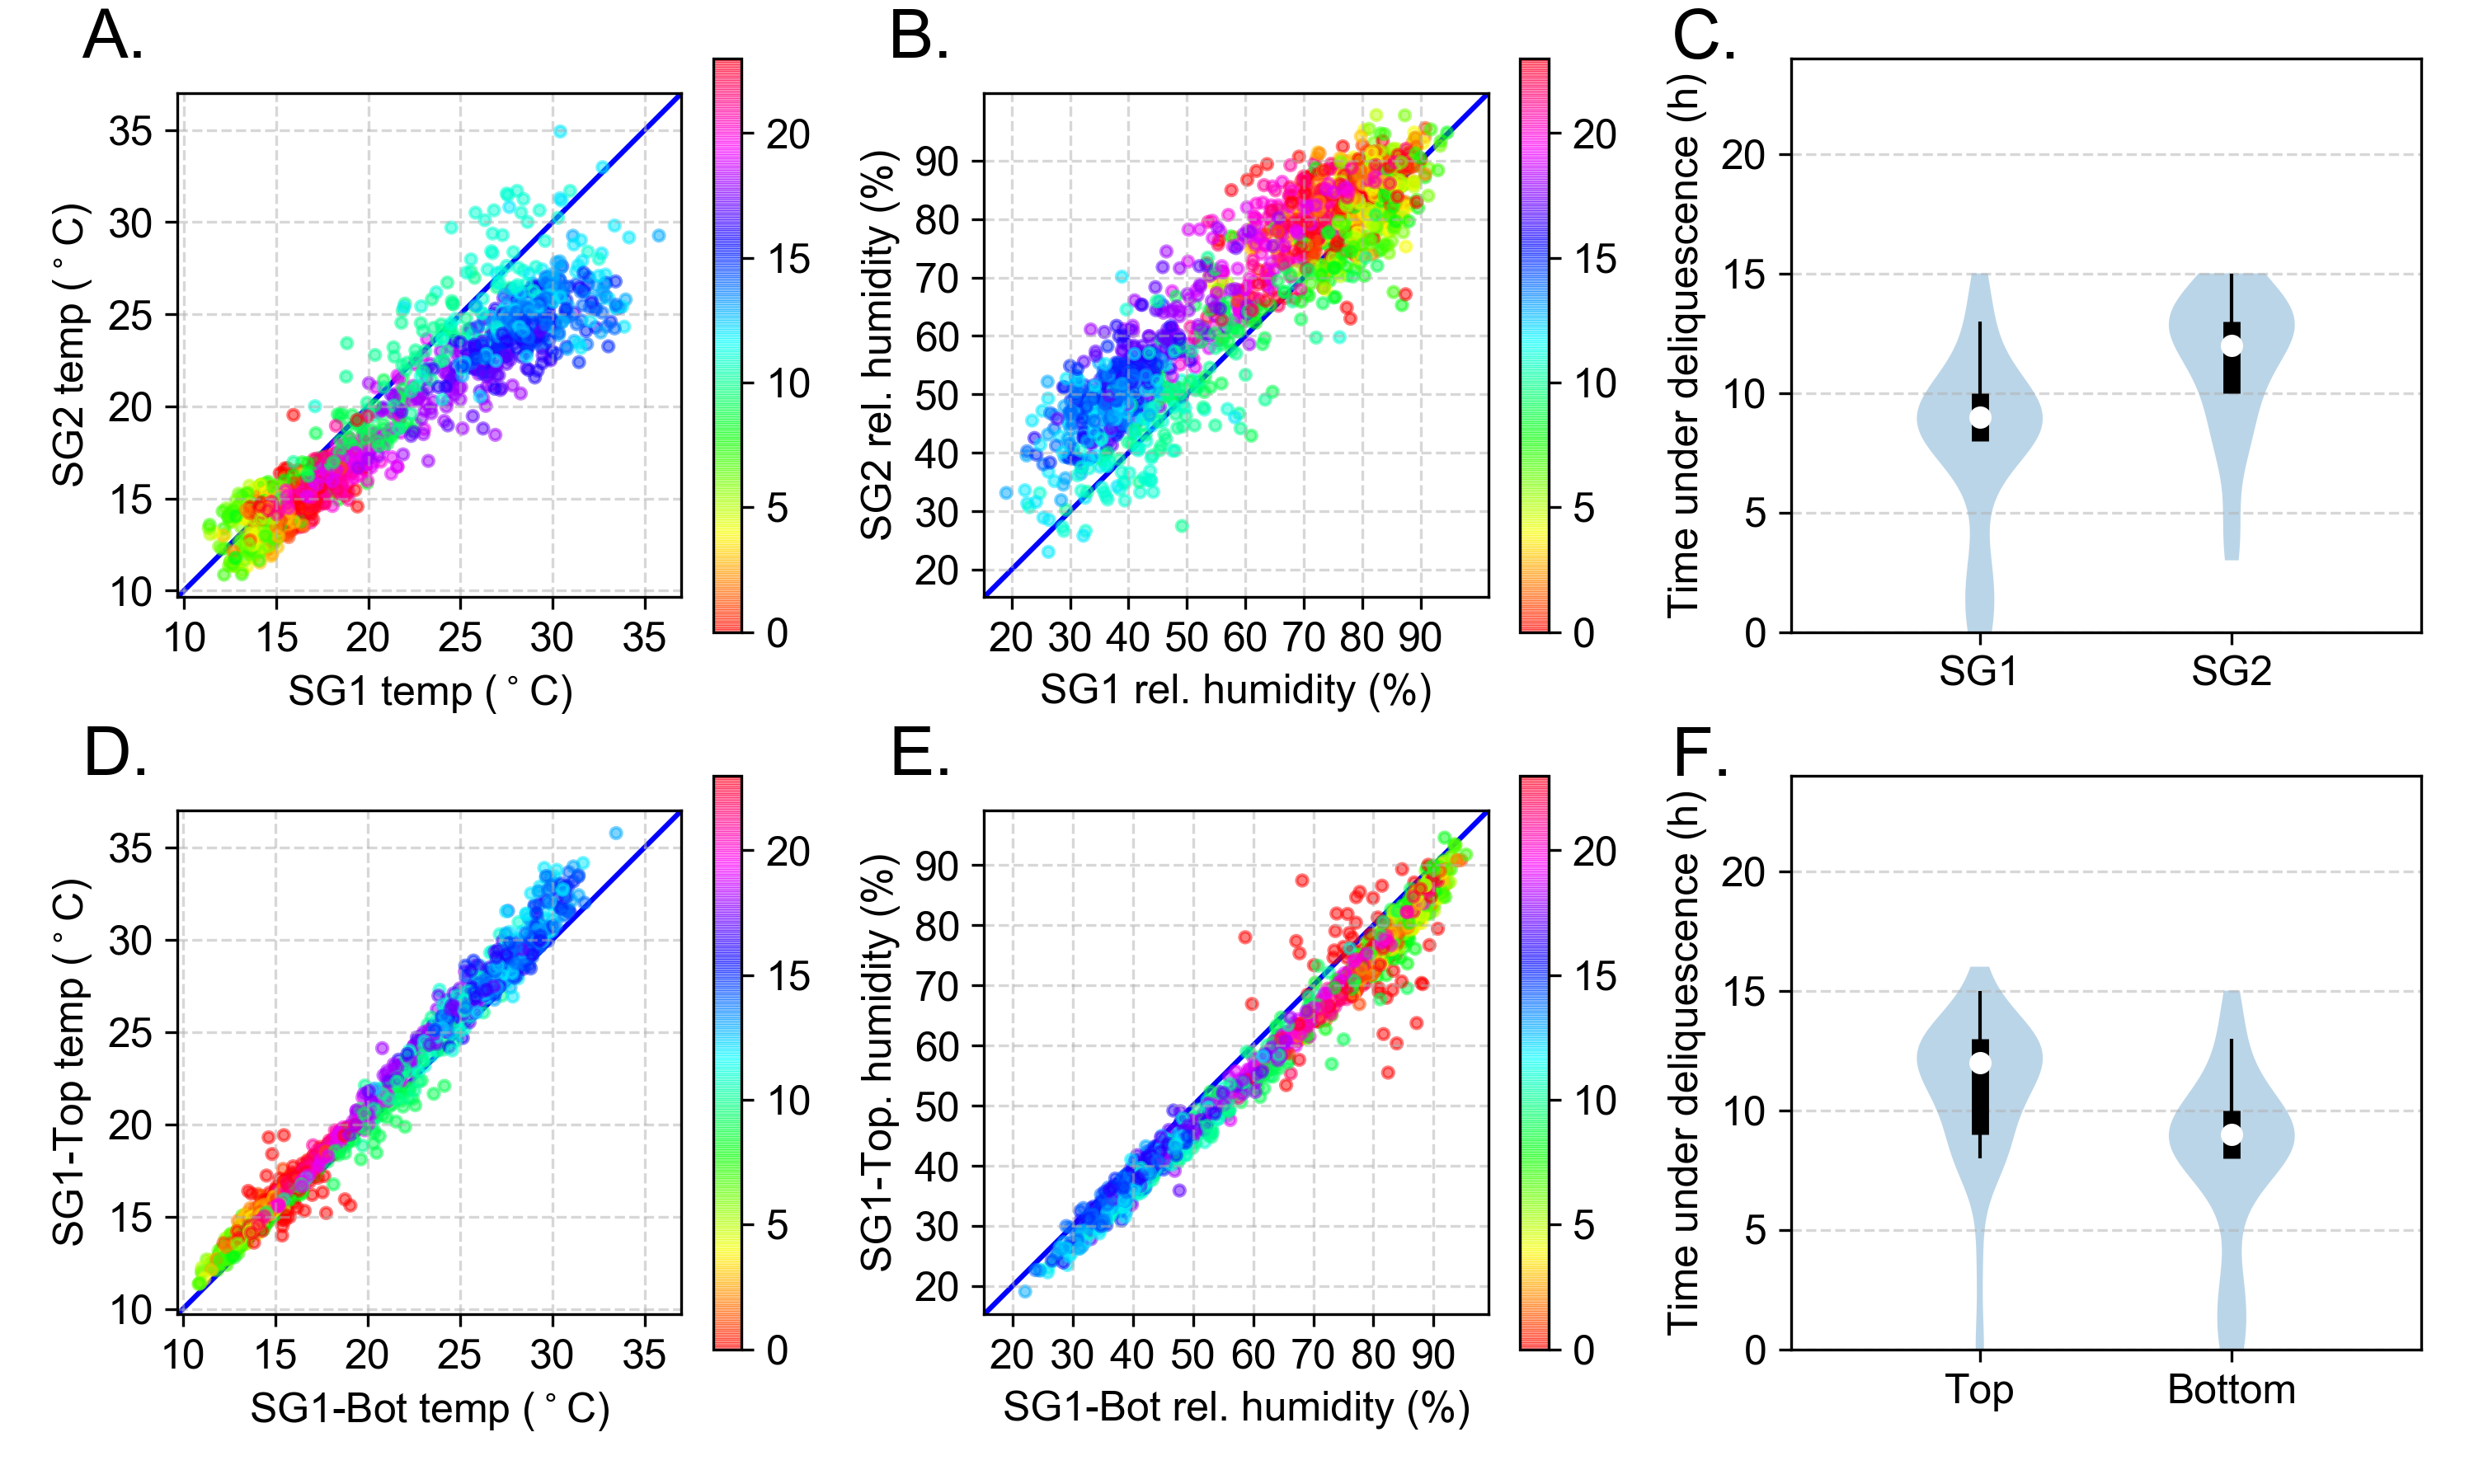 A.
35
30
25
20
15
10
SG2 temp (°C)
10 15 20 25 30 35
SG1 temp (°C)
20
15
10
5
0
B.
90
80
70
60
50
40
30
20
SG2 rel. humidity (%)
20 30 40 50 60 70 80 90
SG1 rel. humidity (%)
20
15
10
5
0
C.
Time under deliquescence (h)
20
15
10
5
0
SG1 SG2
D.
35
30
25
20
15
10
SG1-Top temp (°C)
10 15 20 25 30 35
SG1-Bot temp (°C)
20
15
10
5
0
E.
90
80
70
60
50
40
30
20
SG1-Top. humidity (%)
20 30 40 50 60 70 80 90
SG1-Bot rel. humidity (%)
20
15
10
5
0
F.
Time under deliquescence (h)
20
15
10
5
0
Top Bottom